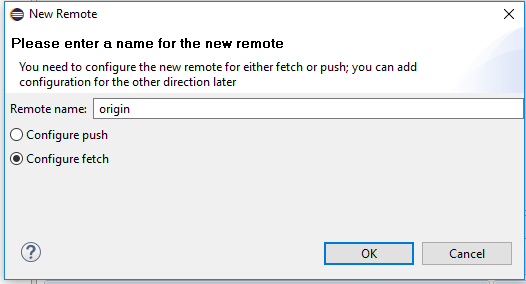 New Remote
Please enter a name for the new remote
You need to configure the new remote for either fetch or push; you can add
configuration for the other direction later
Remote name: origin
Configure push
Configure fetch
?
OK Cancel